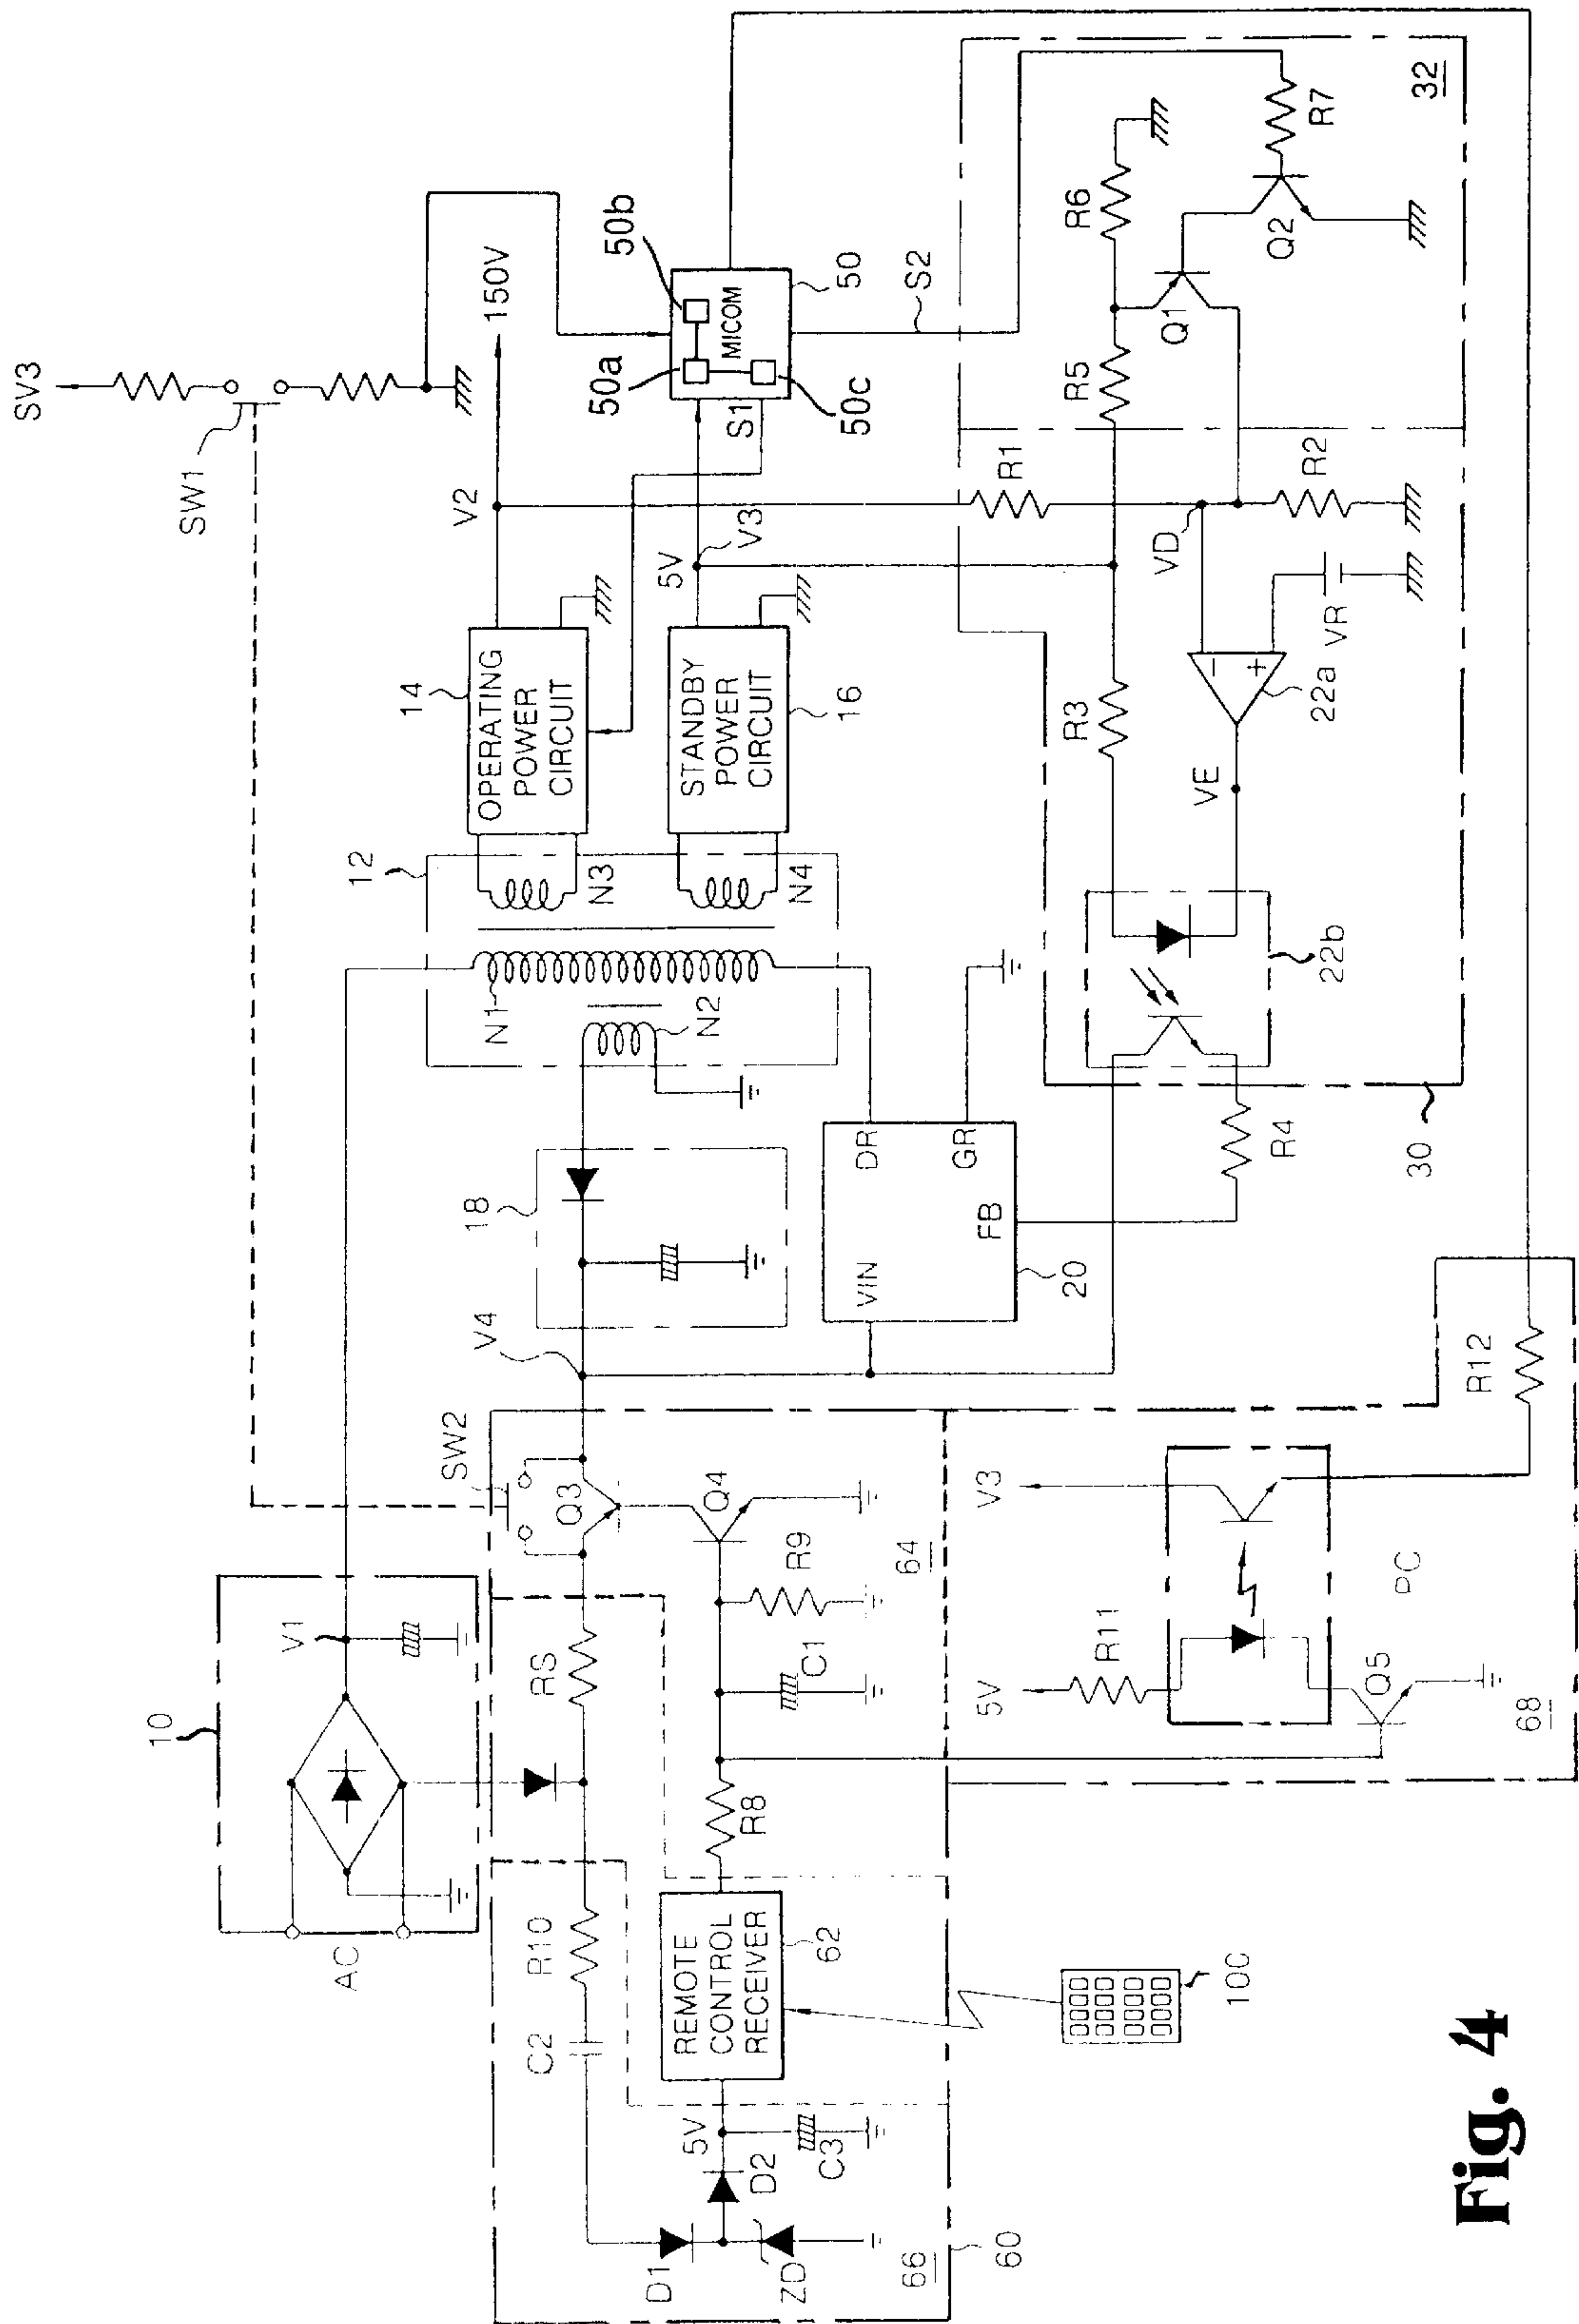 SV3
SW1
V2
150V
50b
50a
MICOM
50
50c
S1
S2
5V
V3
14
OPERATING
POWER
CIRCUIT
STANDBY
POWER
CIRCUIT
16
12
N3
N4
N1
N2
R1
R2
VD
R5
R6
Q1
Q2
R7
32
R3
VR
22a
VE
22b
30
R4
18
DR
GR
VIN
FB
20
V4
SW2
Q3
Q4
R9
64
C1
RS
R8
V1
10
AC
R10
C2
REMOTE
CONTROL
RECEIVER
62
100
5V
C3
D2
D1
ZD
66
60
R12
V3
PC
5V
R11
Q5
68
Fig. 4